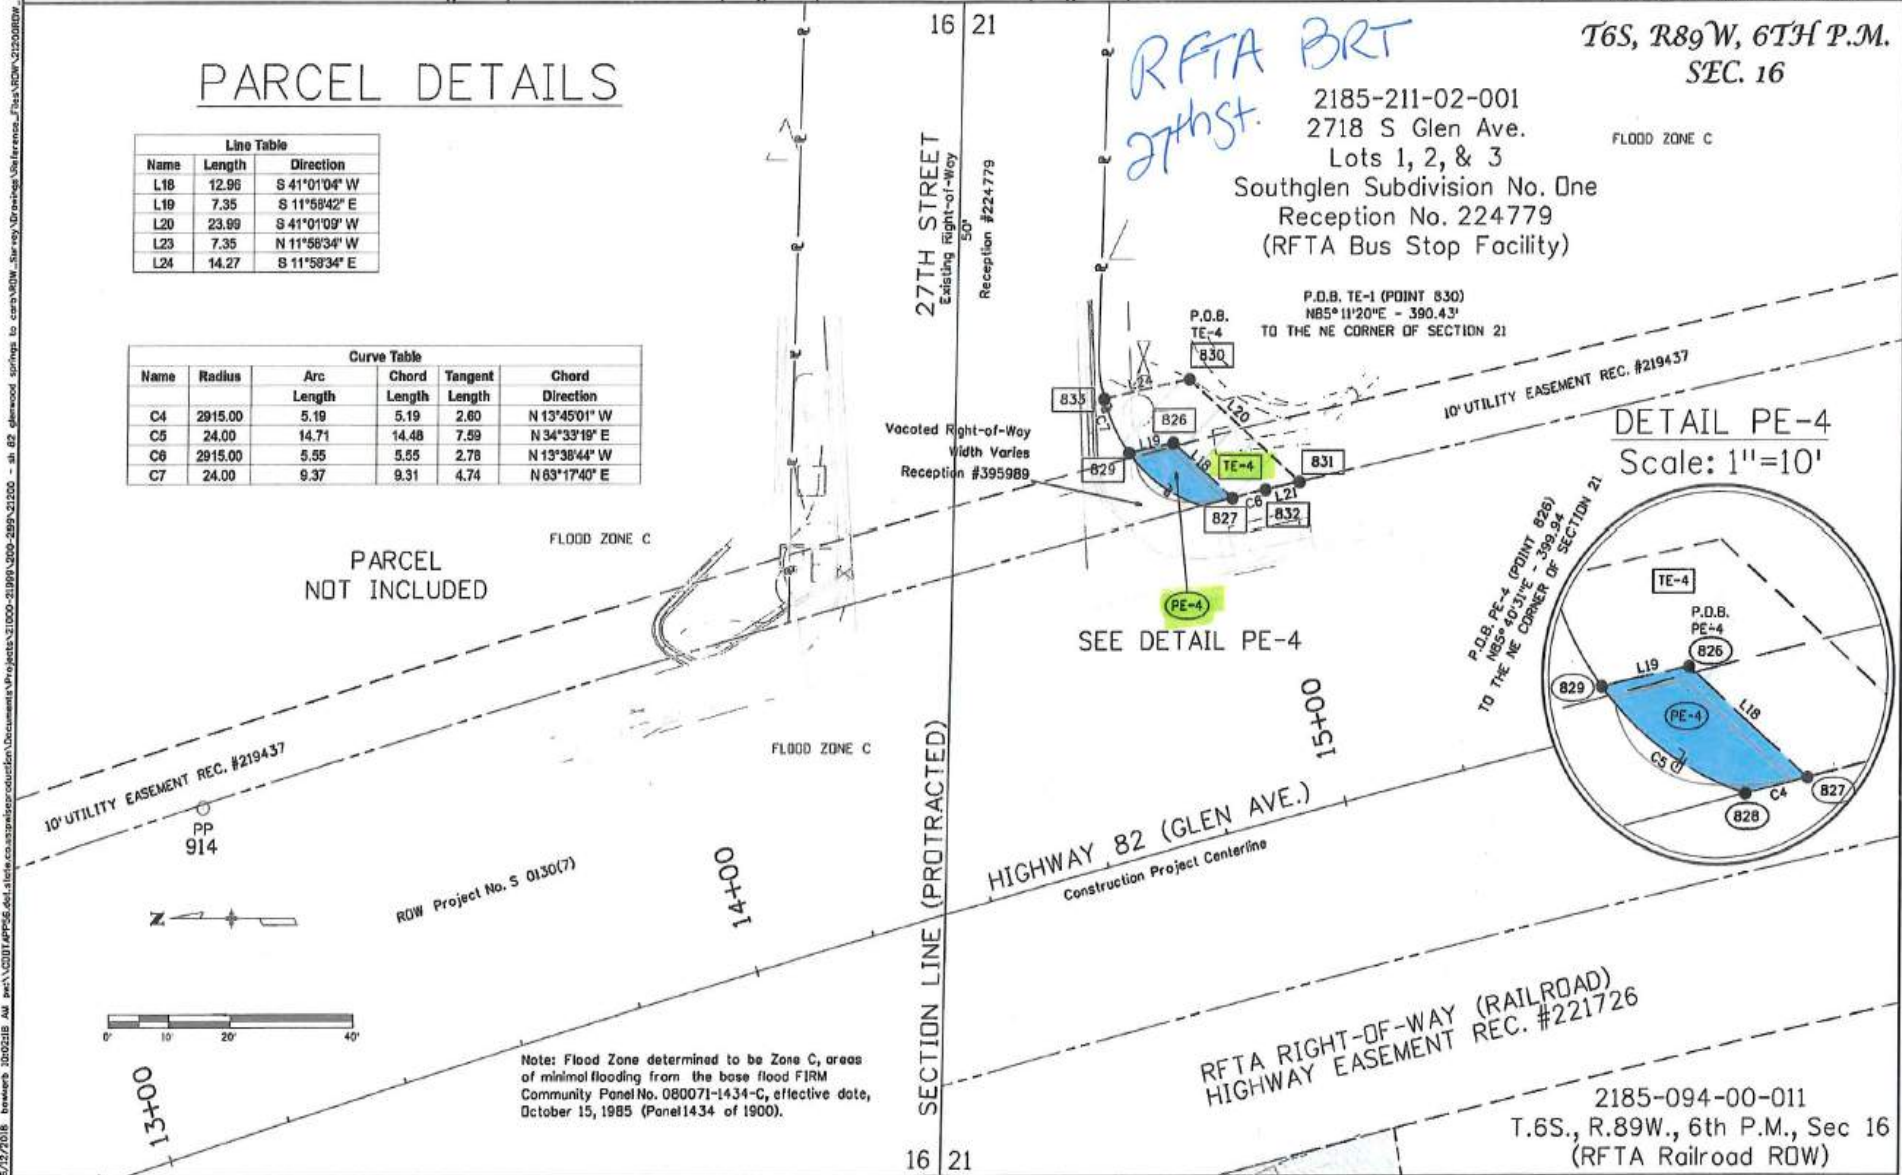 16 21
T6S, R89W, 6TH P.M.
SEC. 16
RFTA BRT
27th St.
PARCEL DETAILS
2185-211-02-001
2718 S Glen Ave.
Lots 1, 2, & 3
Southglen Subdivision No. One
Reception No. 224779
(RFTA Bus Stop Facility)
FLOOD ZONE C
Line Table
Name Length Direction
L18 12.96 S 41°01'04" W
L19 7.35 S 11°58'42" E
L20 23.99 S 41°01'09" W
L23 7.35 N 11°58'34" W
L24 14.27 S 11°58'34" E
27TH STREET
Existing Right-of-Way
50'
Reception #224779
P.O.B. TE-1 (POINT 830)
N85°11'20"E - 390.43'
TO THE NE CORNER OF SECTION 21
P.O.B.
TE-4
830
Curve Table
Name Radius Arc Length Chord Length Tangent Length Chord Direction
C4 2915.00 5.19 5.19 2.60 N 13°45'01" W
C5 24.00 14.71 14.48 7.59 N 34°33'19" E
C6 2915.00 5.55 5.55 2.78 N 13°38'44" W
C7 24.00 9.37 9.31 4.74 N 63°17'40" E
10' UTILITY EASEMENT REC. #219437
L24
833
C7
826
L20
L19
L18
829
TE-4
831
C6
L21
827
832
Vacated Right-of-Way
Width Varies
Reception #395989
PE-4
SEE DETAIL PE-4
DETAIL PE-4
Scale: 1"=10'
P.O.B. PE-4 (POINT 826)
N85°40'31"E - 399.94
TO THE NE CORNER OF SECTION 21
TE-4
P.O.B.
PE-4
826
L19
829
PE-4
L18
C5
C4
827
828
FLOOD ZONE C
PARCEL
NOT INCLUDED
FLOOD ZONE C
10' UTILITY EASEMENT REC. #219437
PP
914
N
ROW Project No. S 0130(7)
13+00
14+00
15+00
HIGHWAY 82 (GLEN AVE.)
Construction Project Centerline
SECTION LINE (PROTRACTED)
0' 10' 20' 40'
Note: Flood Zone determined to be Zone C, areas
of minimal flooding from the base flood FIRM
Community Panel No. 080071-1434-C, effective date,
October 15, 1985 (Panel 1434 of 1900).
RFTA RIGHT-OF-WAY (RAILROAD)
HIGHWAY EASEMENT REC. #221726
2185-094-00-011
T.6S., R.89W., 6th P.M., Sec 16
(RFTA Railroad ROW)
16 21